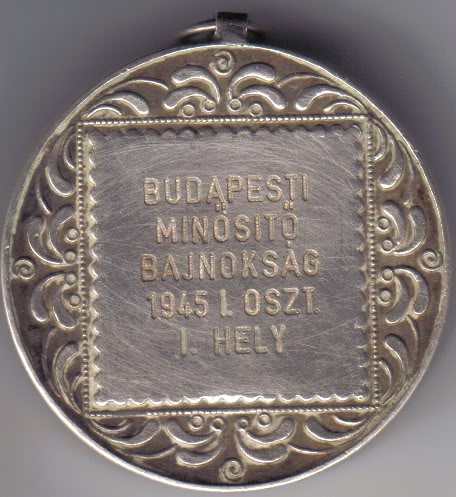 BUDAPESTI
MINŐSITŐ
BAJNOKSÁG
1945 I. OSZT.
I. HELY